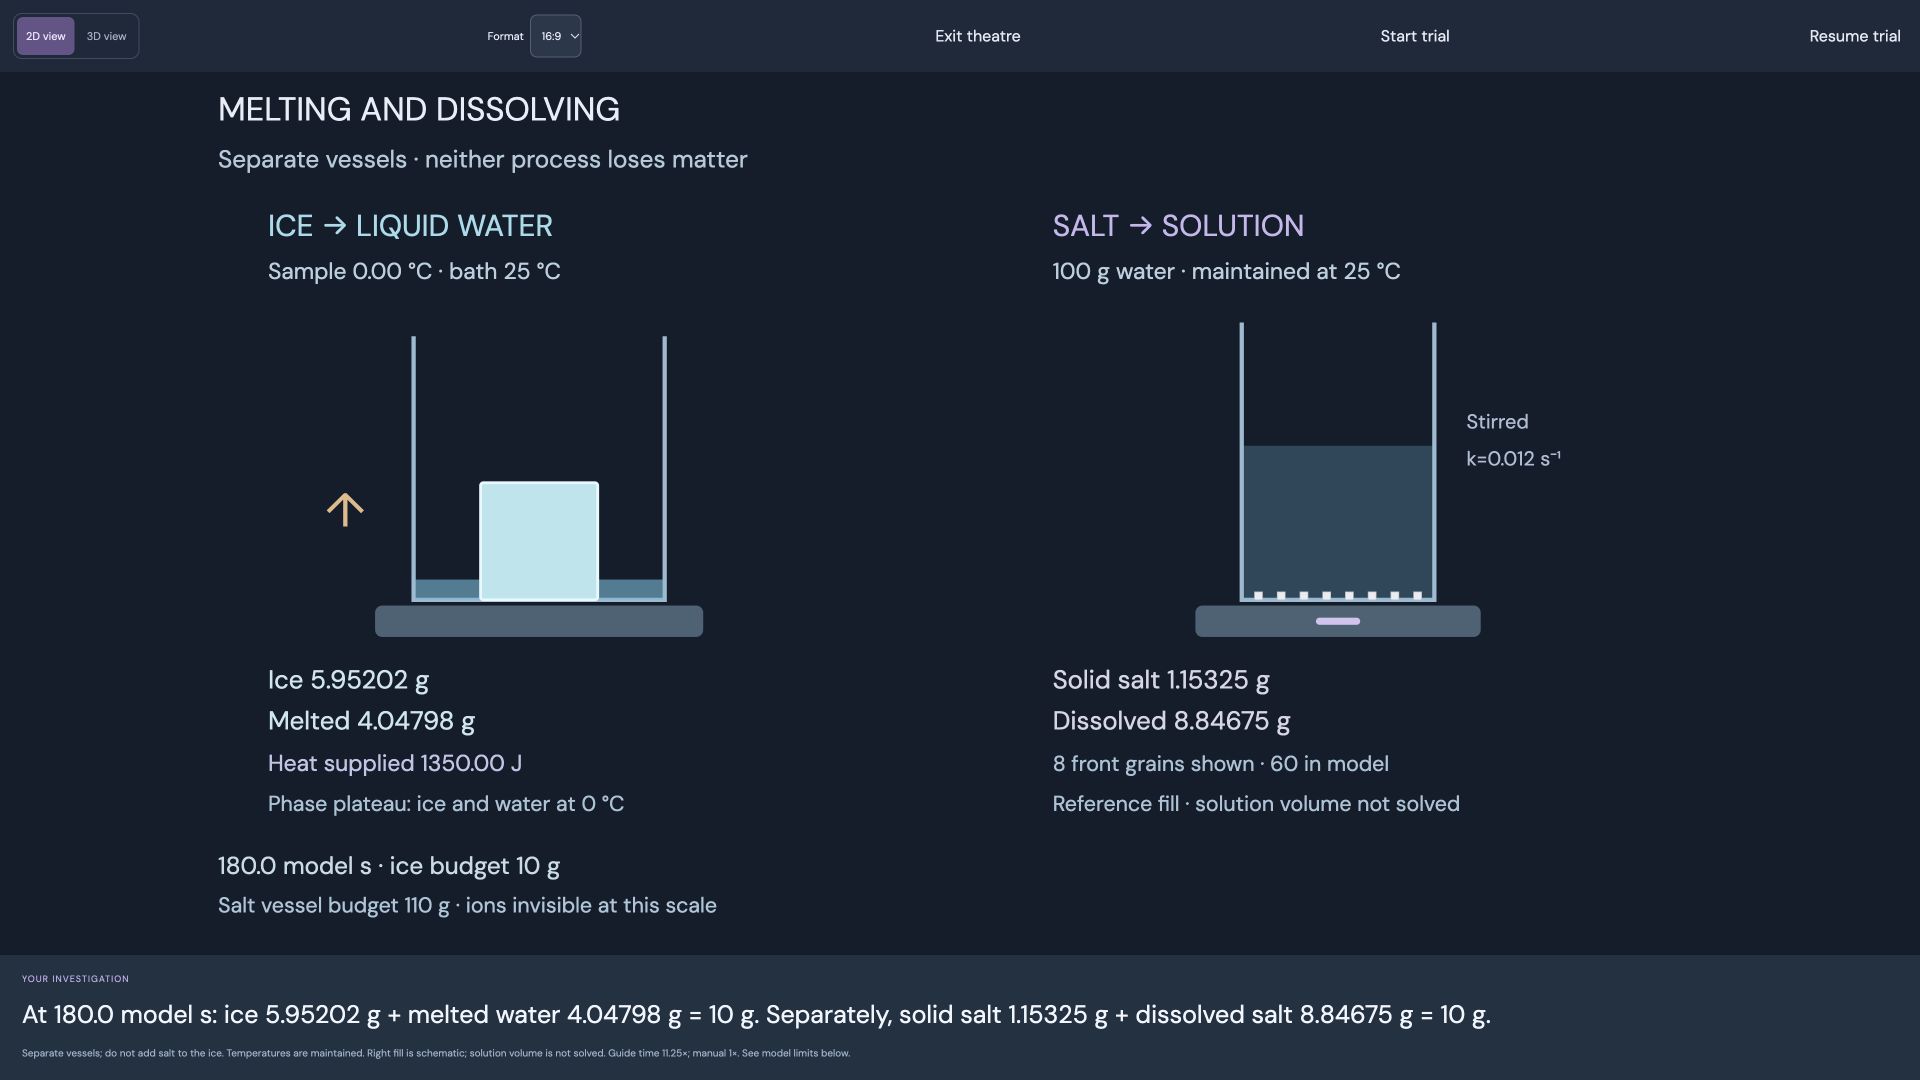 2D view
3D view
Format
16:9
Exit theatre
Start trial
Resume trial
MELTING AND DISSOLVING
Separate vessels · neither process loses matter
ICE → LIQUID WATER
Sample 0.00 °C · bath 25 °C
Ice 5.95202 g
Melted 4.04798 g
Heat supplied 1350.00 J
Phase plateau: ice and water at 0 °C
SALT → SOLUTION
100 g water · maintained at 25 °C
Stirred
k=0.012 s⁻¹
Solid salt 1.15325 g
Dissolved 8.84675 g
8 front grains shown · 60 in model
Reference fill · solution volume not solved
180.0 model s · ice budget 10 g
Salt vessel budget 110 g · ions invisible at this scale
YOUR INVESTIGATION
At 180.0 model s: ice 5.95202 g + melted water 4.04798 g = 10 g. Separately, solid salt 1.15325 g + dissolved salt 8.84675 g = 10 g.
Separate vessels; do not add salt to the ice. Temperatures are maintained. Right fill is schematic; solution volume is not solved. Guide time 11.25×; manual 1×. See model limits below.